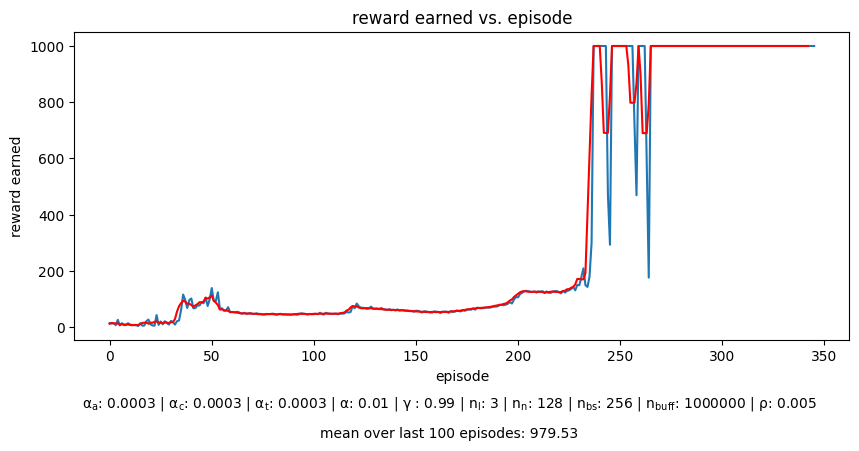 reward earned vs. episode
reward earned
1000
800
600
400
200
0
0 50 100 150 200 250 300 350
episode
αₐ: 0.0003 | α_c: 0.0003 | αₜ: 0.0003 | α: 0.01 | γ : 0.99 | n_l: 3 | nₙ: 128 | n_bs: 256 | n_buff: 1000000 | ρ: 0.005
mean over last 100 episodes: 979.53